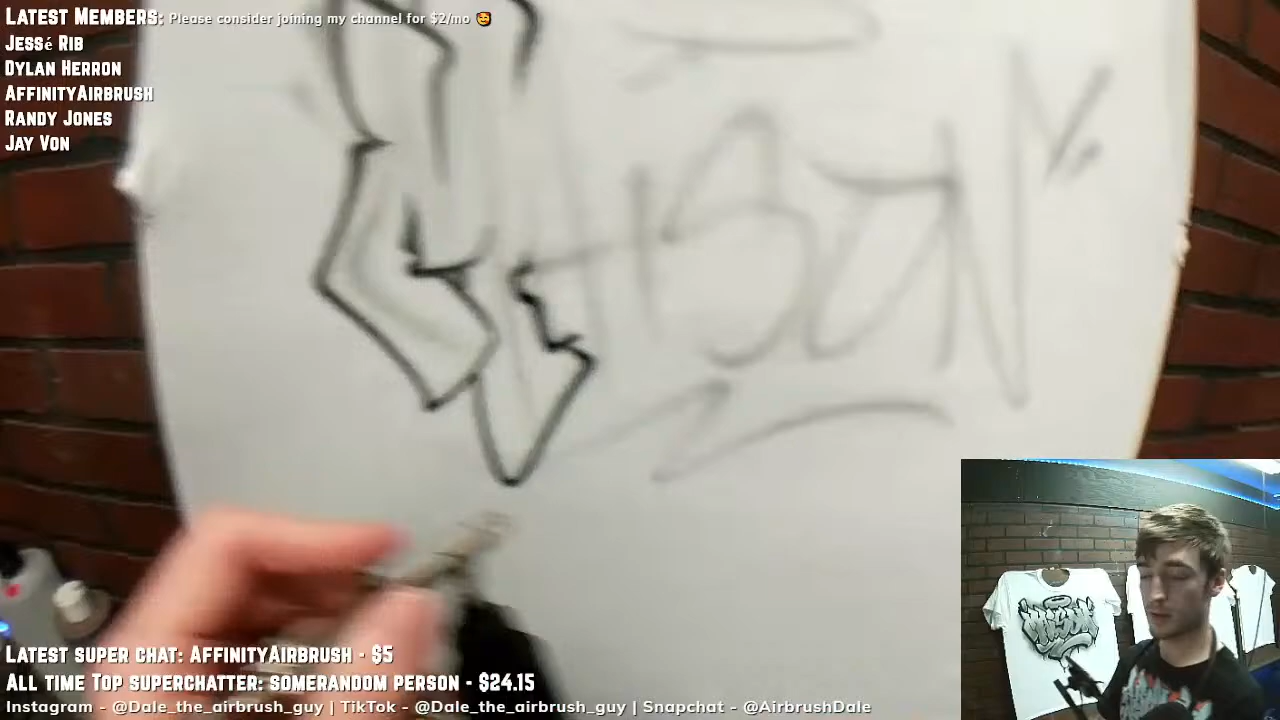 Latest Members: Please consider joining my channel for $2/mo 🥰
Jessé Rib
Dylan Herron
AffinityAirbrush
Randy Jones
Jay Von
Latest super chat: AffinityAirbrush - $5
All time Top superchatter: somerandom person - $24.15
Instagram - @Dale_the_airbrush_guy | TikTok - @Dale_the_airbrush_guy | Snapchat - @AirbrushDale